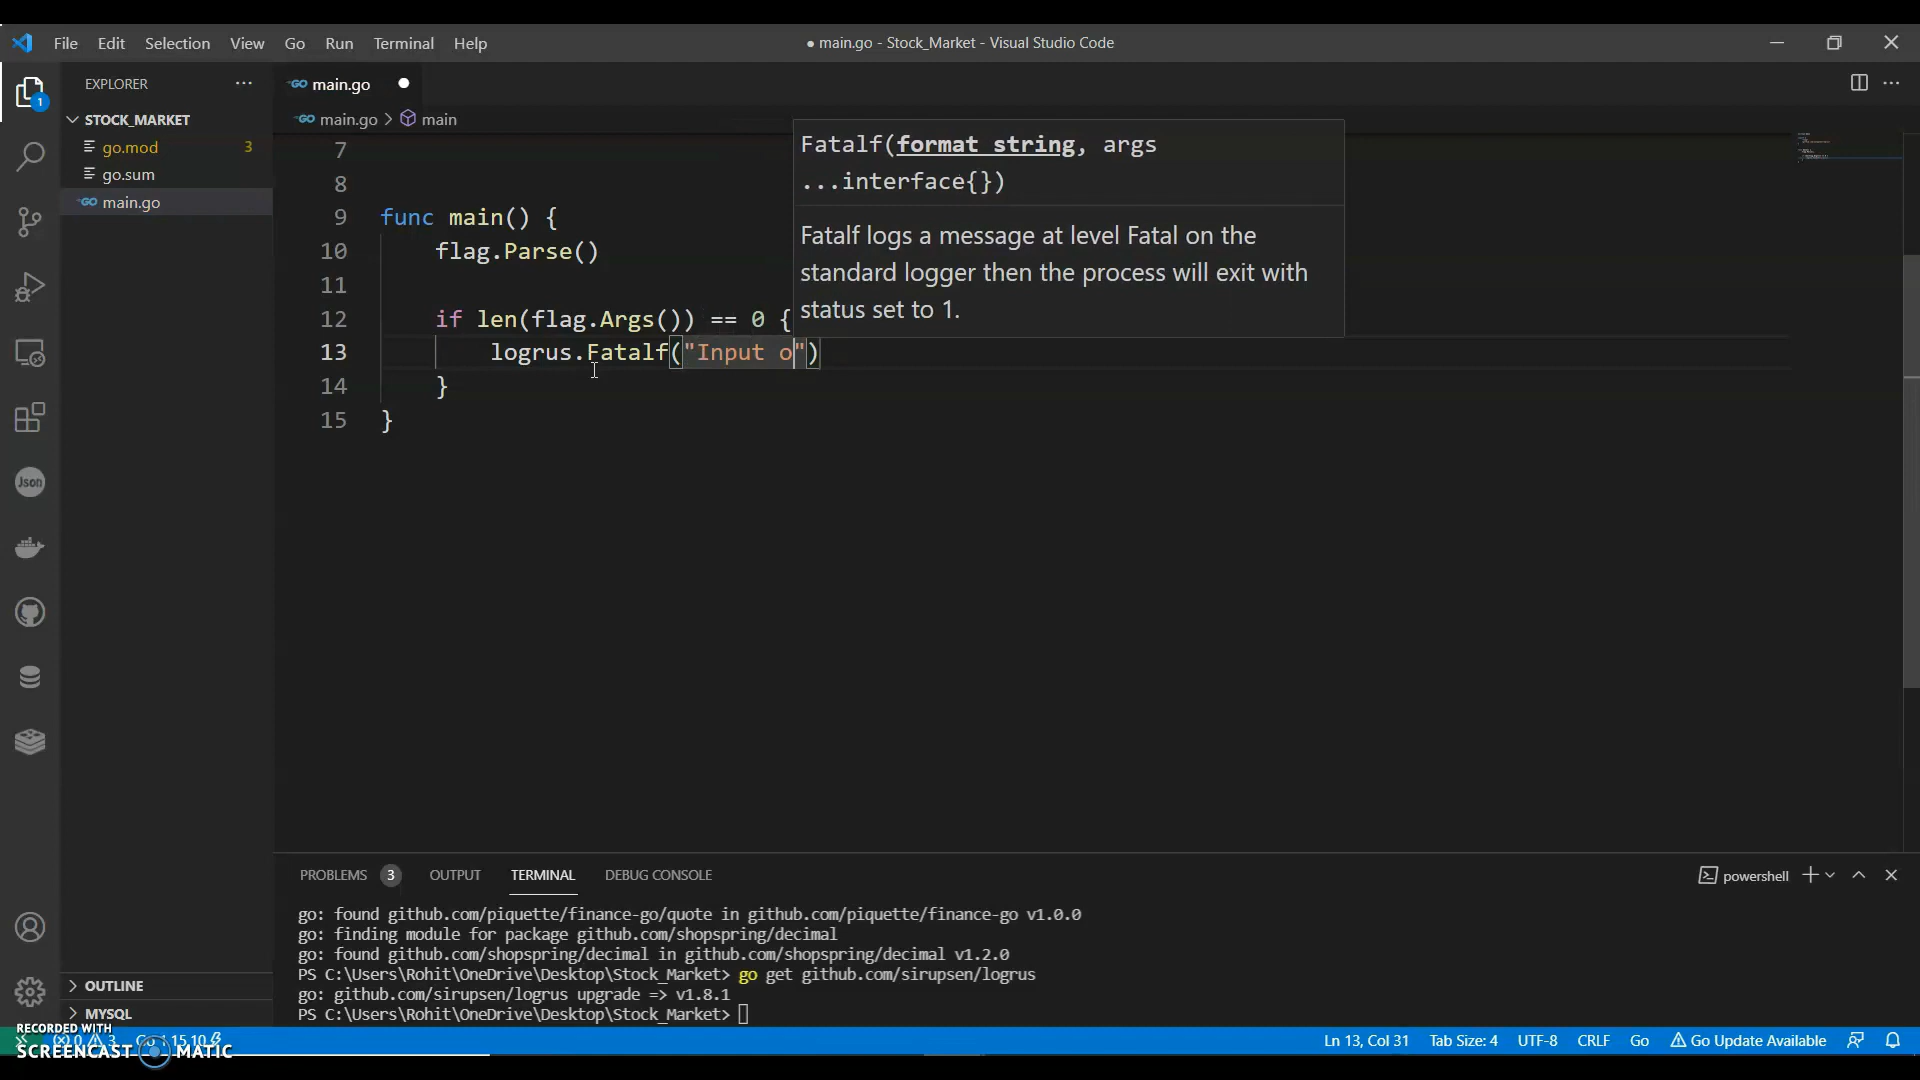 File Edit Selection View Go Run Terminal Help
● main.go - Stock_Market - Visual Studio Code
EXPLORER ···
main.go
1
STOCK_MARKET
main.go > main
go.mod 3
go.sum
main.go
Json
7
8
9 func main() {
10 flag.Parse()
11
12 if len(flag.Args()) == 0 {
13 logrus.Fatalf("Input o")
14 }
15 }
Fatalf(format string, args
...interface{})
Fatalf logs a message at level Fatal on the
standard logger then the process will exit with
status set to 1.
PROBLEMS 3 OUTPUT TERMINAL DEBUG CONSOLE
powershell
go: found github.com/piquette/finance-go/quote in github.com/piquette/finance-go v1.0.0
go: finding module for package github.com/shopspring/decimal
go: found github.com/shopspring/decimal in github.com/shopspring/decimal v1.2.0
PS C:\Users\Rohit\OneDrive\Desktop\Stock_Market> go get github.com/sirupsen/logrus
go: github.com/sirupsen/logrus upgrade => v1.8.1
PS C:\Users\Rohit\OneDrive\Desktop\Stock_Market>
OUTLINE
MYSQL
RECORDED WITH
SCREENCAST MATIC
0 3 Go 1.15.10
Ln 13, Col 31 Tab Size: 4 UTF-8 CRLF Go Go Update Available